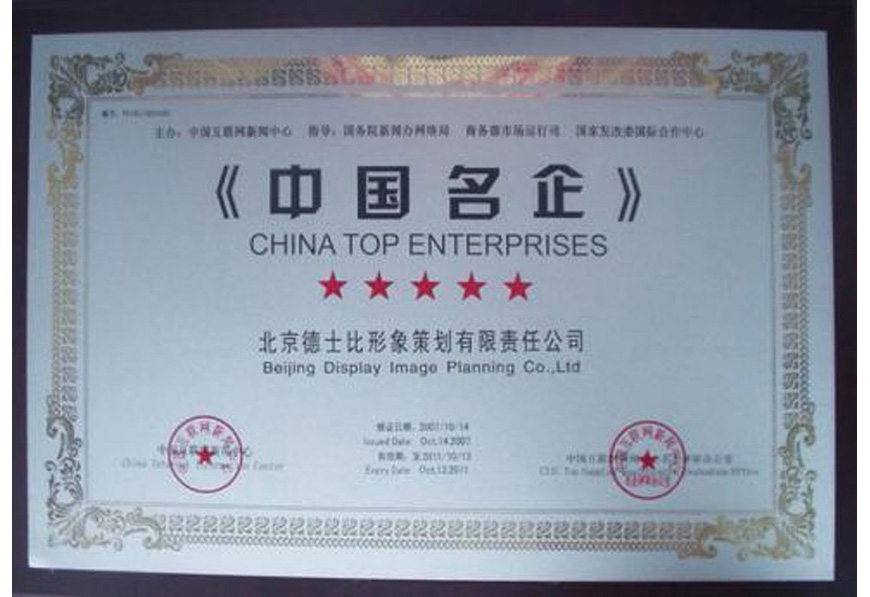 主办：中国互联网新闻中心 指导：国务院新闻办网络局 商务部市场运行司 国家发改委国际合作中心
《中国名企》
CHINA TOP ENTERPRISES
北京德士比形象策划有限责任公司
Beijing Display Image Planning Co.,Ltd
颁证日期：2007/10/14
Issued Date: Oct.14.2007
有效期：至2011/10/13
Expiry Date: Oct.13.2011
China Internet Information Center